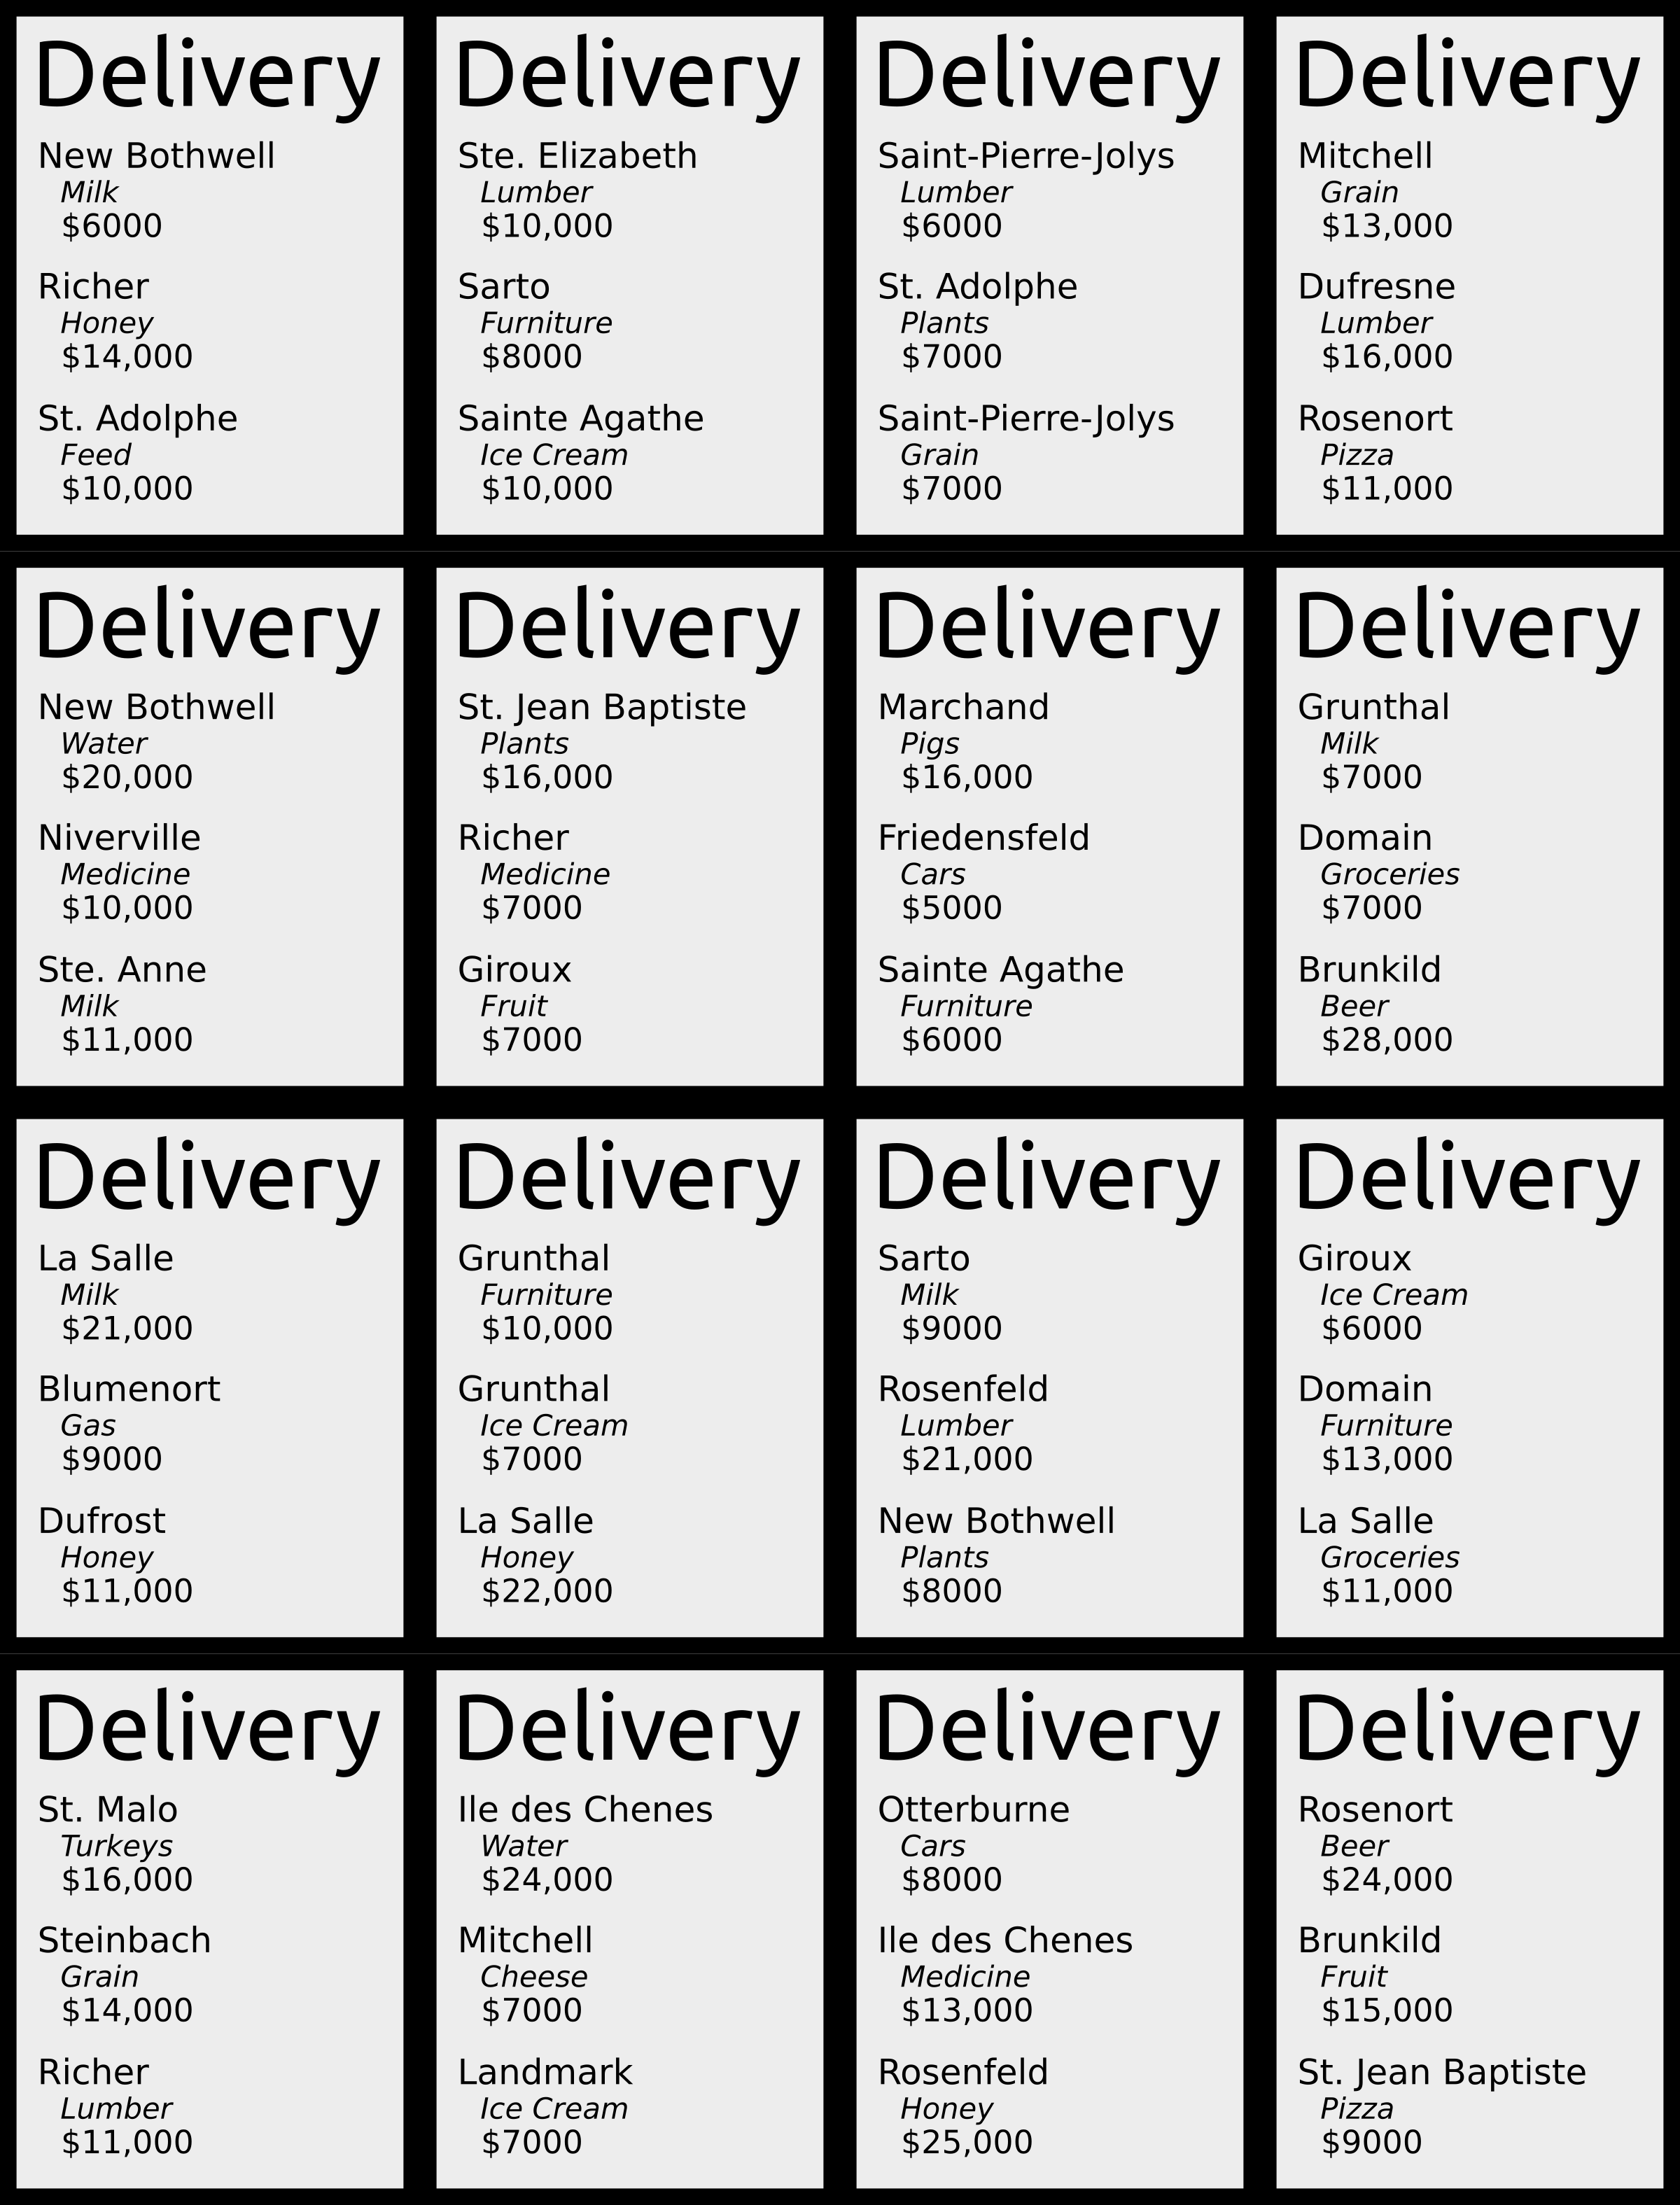 Delivery
New Bothwell
Milk
$6000
Richer
Honey
$14,000
St. Adolphe
Feed
$10,000
Delivery
Ste. Elizabeth
Lumber
$10,000
Sarto
Furniture
$8000
Sainte Agathe
Ice Cream
$10,000
Delivery
Saint-Pierre-Jolys
Lumber
$6000
St. Adolphe
Plants
$7000
Saint-Pierre-Jolys
Grain
$7000
Delivery
Mitchell
Grain
$13,000
Dufresne
Lumber
$16,000
Rosenort
Pizza
$11,000
Delivery
New Bothwell
Water
$20,000
Niverville
Medicine
$10,000
Ste. Anne
Milk
$11,000
Delivery
St. Jean Baptiste
Plants
$16,000
Richer
Medicine
$7000
Giroux
Fruit
$7000
Delivery
Marchand
Pigs
$16,000
Friedensfeld
Cars
$5000
Sainte Agathe
Furniture
$6000
Delivery
Grunthal
Milk
$7000
Domain
Groceries
$7000
Brunkild
Beer
$28,000
Delivery
La Salle
Milk
$21,000
Blumenort
Gas
$9000
Dufrost
Honey
$11,000
Delivery
Grunthal
Furniture
$10,000
Grunthal
Ice Cream
$7000
La Salle
Honey
$22,000
Delivery
Sarto
Milk
$9000
Rosenfeld
Lumber
$21,000
New Bothwell
Plants
$8000
Delivery
Giroux
Ice Cream
$6000
Domain
Furniture
$13,000
La Salle
Groceries
$11,000
Delivery
St. Malo
Turkeys
$16,000
Steinbach
Grain
$14,000
Richer
Lumber
$11,000
Delivery
Ile des Chenes
Water
$24,000
Mitchell
Cheese
$7000
Landmark
Ice Cream
$7000
Delivery
Otterburne
Cars
$8000
Ile des Chenes
Medicine
$13,000
Rosenfeld
Honey
$25,000
Delivery
Rosenort
Beer
$24,000
Brunkild
Fruit
$15,000
St. Jean Baptiste
Pizza
$9000